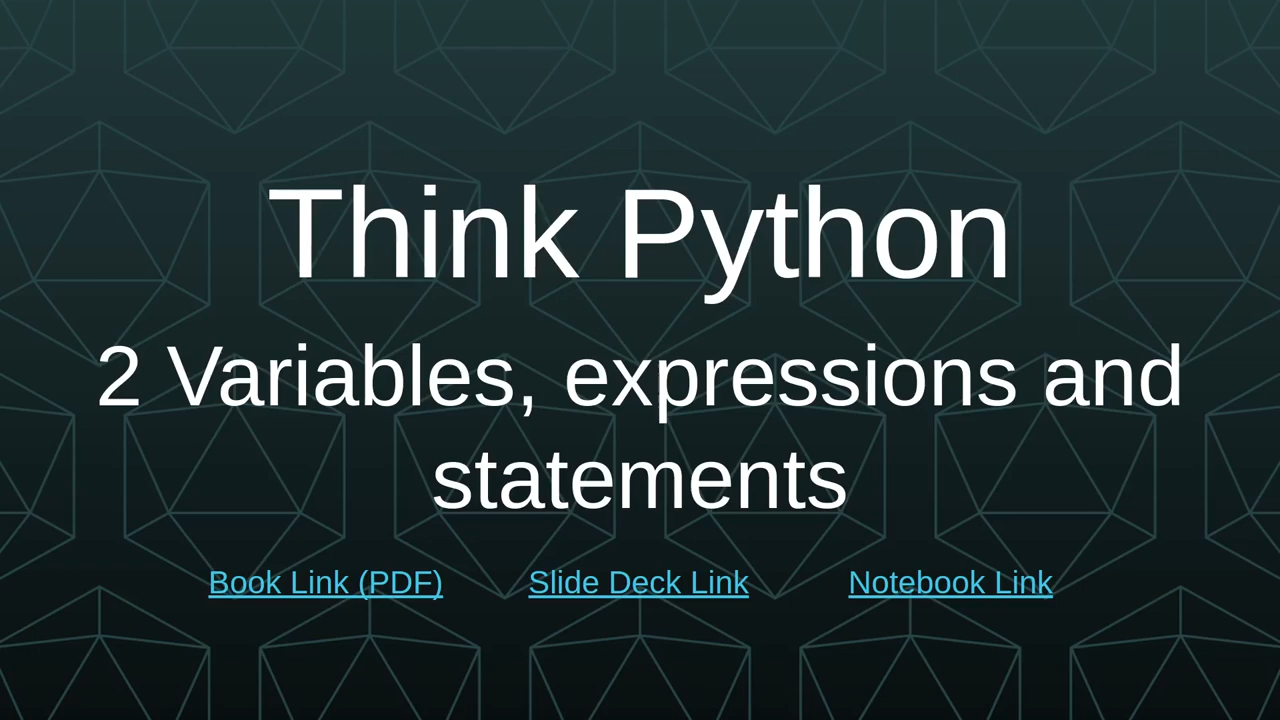 Think Python
2 Variables, expressions and
statements
Book Link (PDF) Slide Deck Link Notebook Link